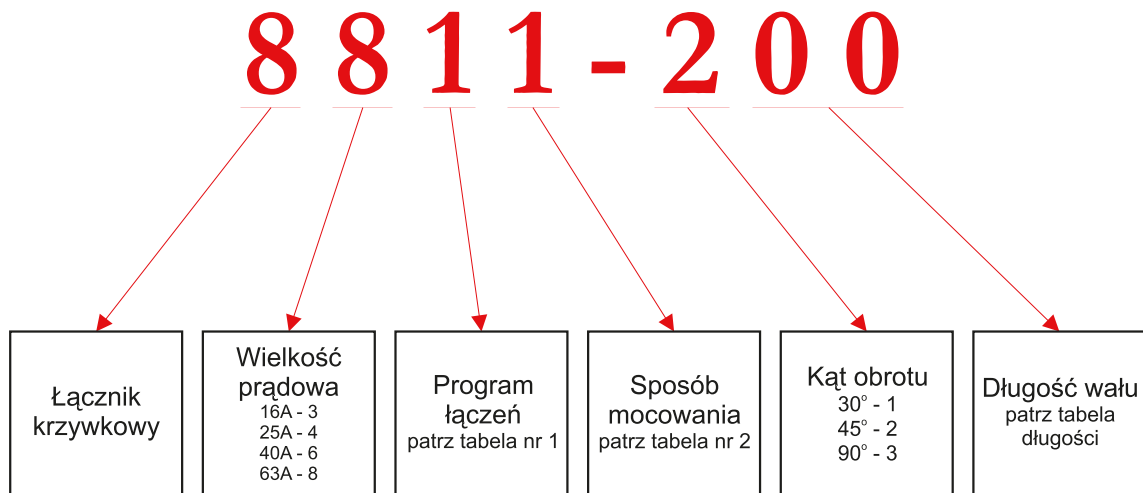 8811-200
Łącznik
krzywkowy
Wielkość
prądowa
16A - 3
25A - 4
40A - 6
63A - 8
Program
łączeń
patrz tabela nr 1
Sposób
mocowania
patrz tabela nr 2
Kąt obrotu
30° - 1
45° - 2
90° - 3
Długość wału
patrz tabela
długości